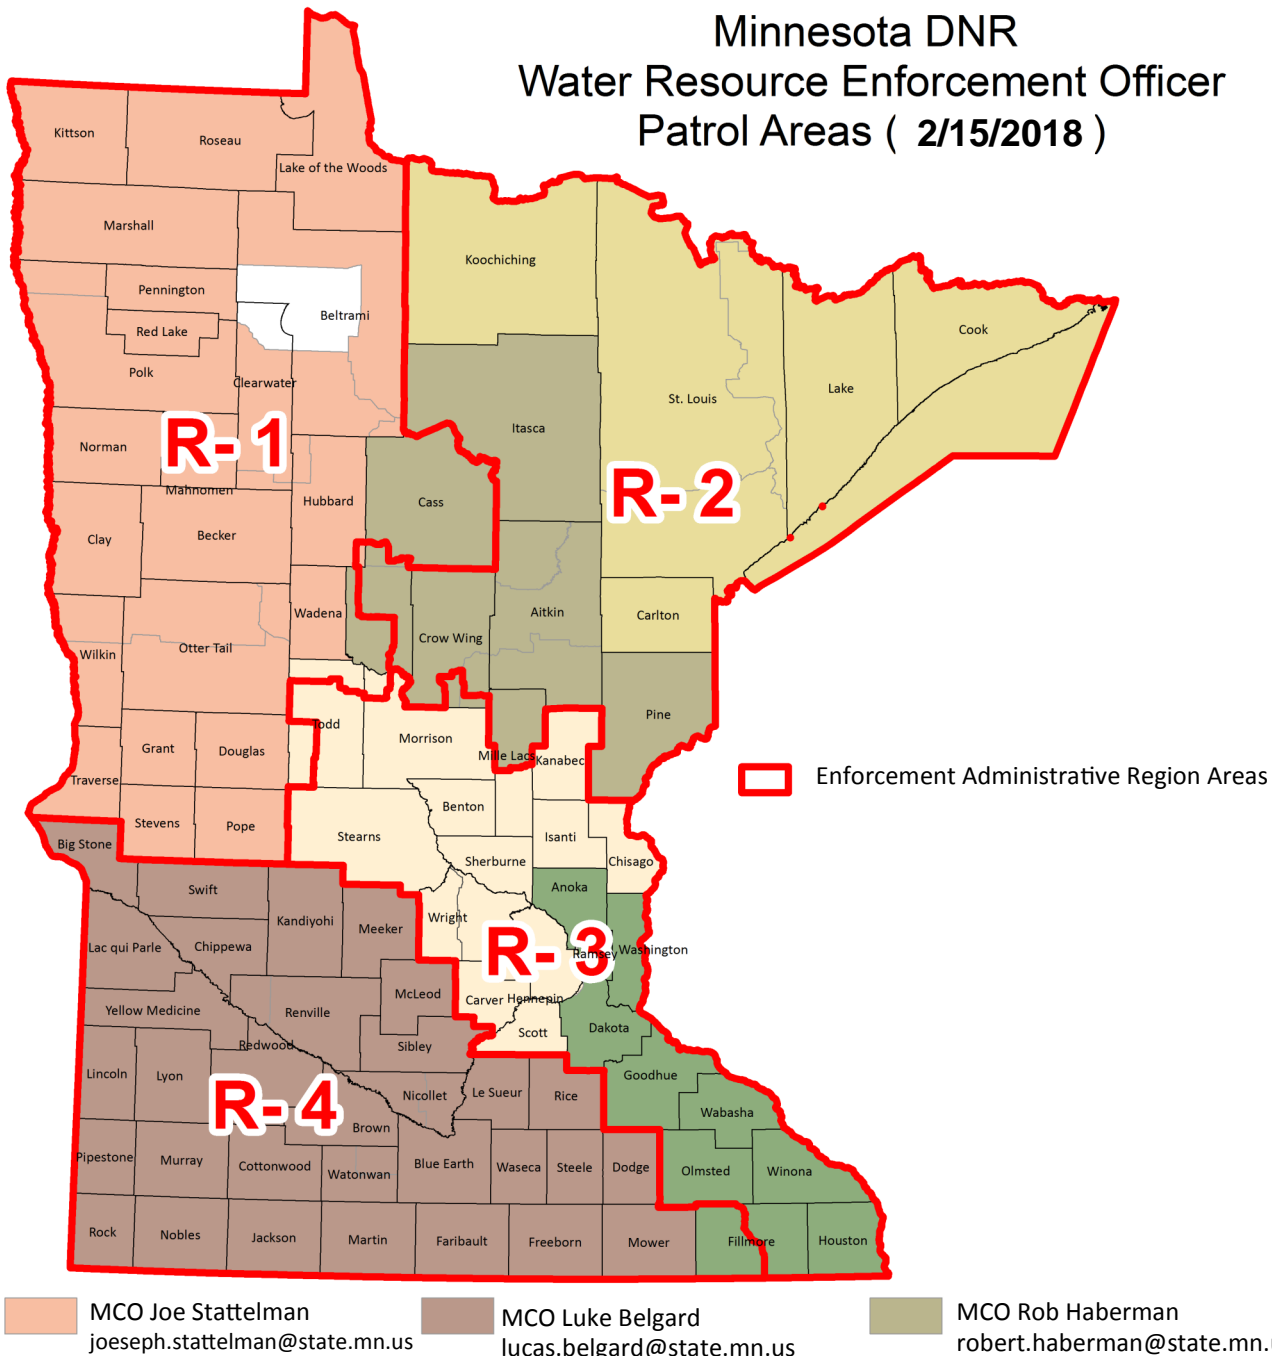 Minnesota DNR
Water Resource Enforcement Officer
Patrol Areas ( 2/15/2018 )
Kittson
Roseau
Lake of the Woods
Marshall
Koochiching
Pennington
Beltrami
Red Lake
Cook
Polk
Clearwater
Lake
St. Louis
Itasca
Norman
R- 1
Mahnomen
Hubbard
Cass
R- 2
Clay
Becker
Wadena
Aitkin
Carlton
Crow Wing
Otter Tail
Wilkin
Pine
Todd
Morrison
Grant
Douglas
Mille Lacs
Kanabec
Traverse
Enforcement Administrative Region Areas
Benton
Stevens
Pope
Stearns
Isanti
Big Stone
Sherburne
Chisago
Swift
Anoka
Kandiyohi
Wright
Meeker
Lac qui Parle
Chippewa
R- 3
Ramsey
Washington
McLeod
Carver
Hennepin
Yellow Medicine
Renville
Scott
Dakota
Redwood
Sibley
Lincoln
Lyon
Goodhue
R- 4
Nicollet
Le Sueur
Rice
Wabasha
Brown
Pipestone
Murray
Cottonwood
Watonwan
Blue Earth
Waseca
Steele
Dodge
Olmsted
Winona
Rock
Nobles
Jackson
Martin
Faribault
Freeborn
Mower
Fillmore
Houston
MCO Joe Stattelman
joeseph.stattelman@state.mn.us
MCO Luke Belgard
lucas.belgard@state.mn.us
MCO Rob Haberman
robert.haberman@state.mn.